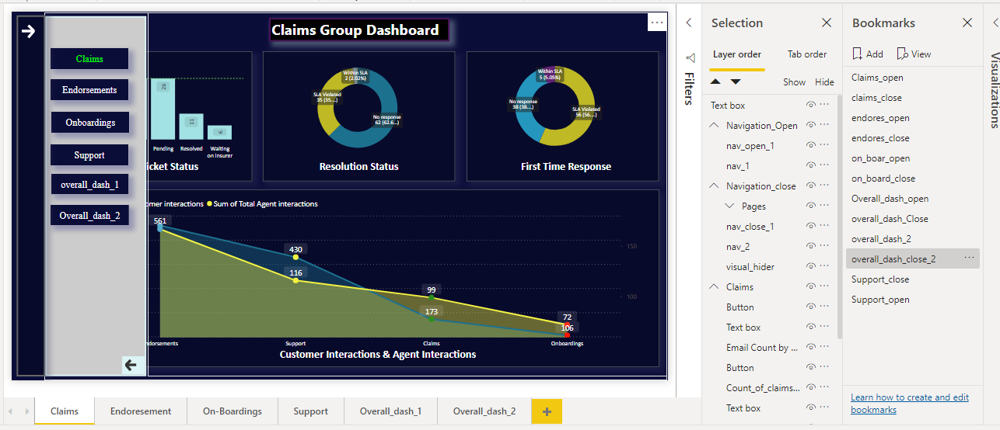 Claims Group Dashboard
Claims
Endorsements
Onboardings
Support
overall_dash_1
Overall_dash_2
26
11
6
Pending
Resolved
Waiting
on insurer
icket Status
Within SLA
2 (2.02%)
SLA Violated
35 (35....)
No response
62 (62.6...)
Resolution Status
Within SLA
5 (5.05%)
No response
38 (38....)
SLA Violated
56 (56....)
First Time Response
omer interactions
Sum of Total Agent interactions
561
430
116
99
173
72
106
150
100
ndorsements
Support
Claims
Onboardings
Customer Interactions & Agent Interactions
Claims
Endoresement
On-Boardings
Support
Overall_dash_1
Overall_dash_2
+
Filters
Selection
Layer order
Tab order
Show
Hide
Text box
Navigation_Open
nav_open_1
nav_1
Navigation_close
Pages
nav_close_1
nav_2
visual_hider
Claims
Button
Text box
Email Count by ...
Button
Count_of_claims...
Text box
Bookmarks
Add
View
Claims_open
claims_close
endores_open
endores_close
on_boar_open
on_board_close
Overall_dash_open
overall_dash_Close
overall_dash_2
overall_dash_close_2
Support_close
Support_open
Learn how to create and edit
bookmarks
Visualizations